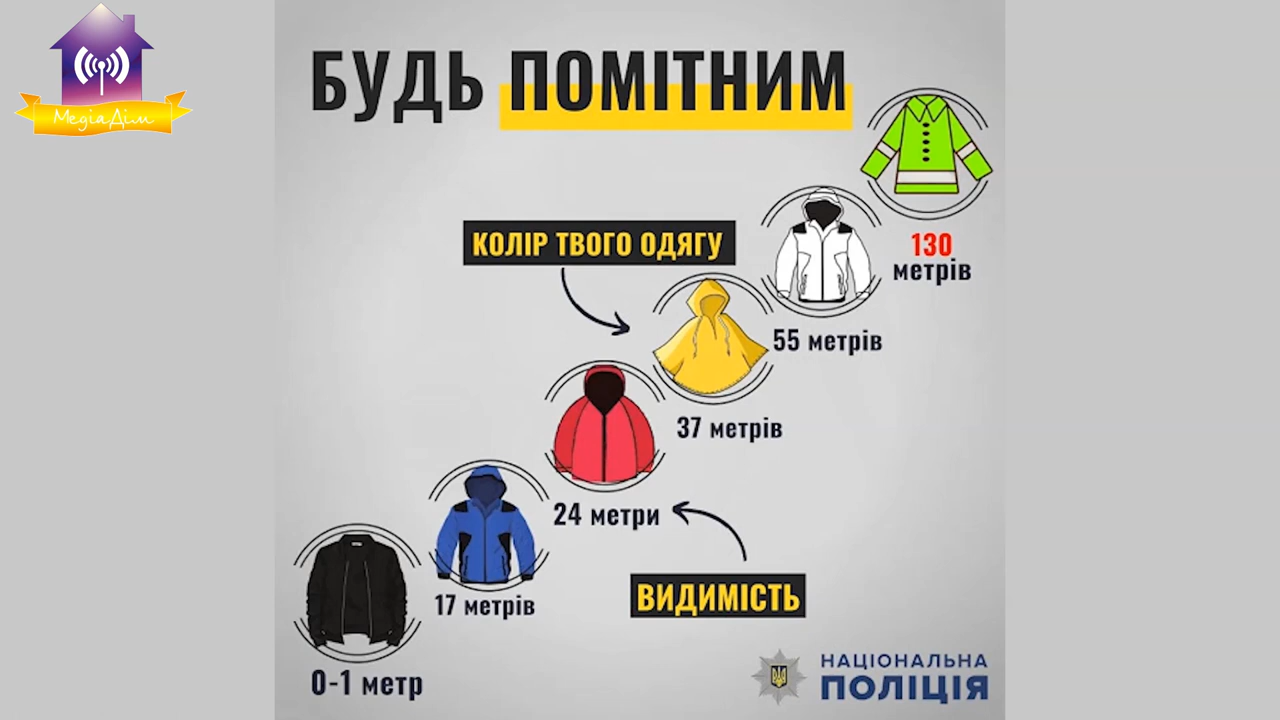 МедіаДім
БУДЬ ПОМІТНИМ
КОЛІР ТВОГО ОДЯГУ
130
метрів
55 метрів
37 метрів
24 метри
17 метрів
ВИДИМІСТЬ
0-1 метр
НАЦІОНАЛЬНА
ПОЛІЦІЯ